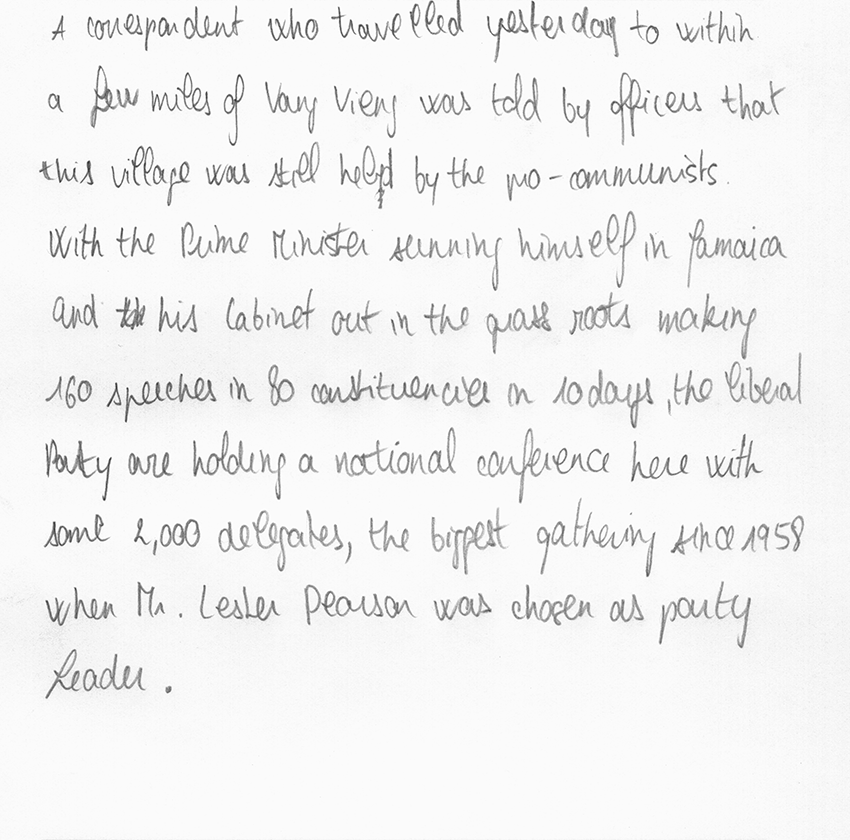 A correspondent who travelled yesterday to within
a few miles of Vang Vieng was told by officers that
this village was still held by the pro-communists.
With the Prime Minister sunning himself in Jamaica
and his Cabinet out in the grass roots making
160 speeches in 80 constituencies in 10 days, the liberal
Party are holding a national conference here with
some 2,000 delegates, the biggest gathering since 1958
when Mr. Lester Pearson was chosen as party
Leader.